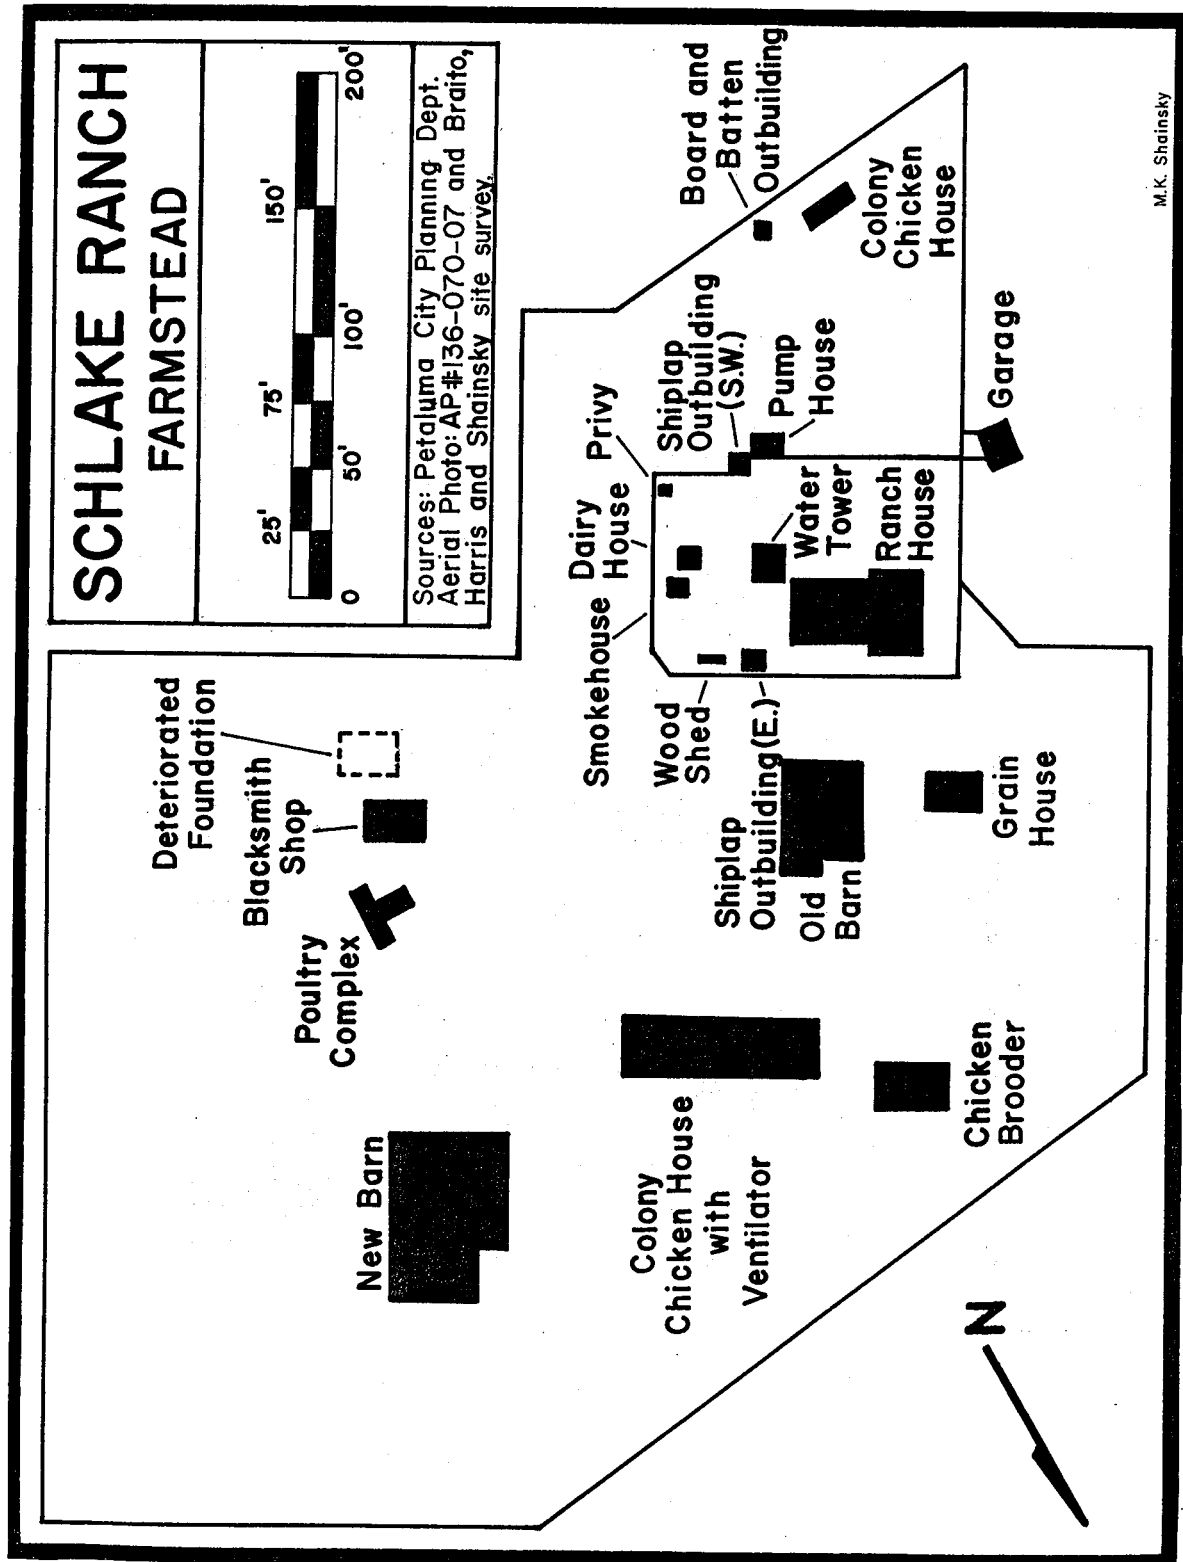 SCHLAKE RANCH
FARMSTEAD
25'
75'
150'
0
50'
100'
200'
Sources: Petaluma City Planning Dept.
Aerial Photo: AP#136-070-07 and Braito,
Harris and Shainsky site survey.
Deteriorated
Foundation
Blacksmith
Shop
Poultry
Complex
New Barn
Smokehouse
Dairy
House
Privy
Shiplap
Outbuilding
(S.W.)
Pump
House
Board and
Batten
Outbuilding
Colony
Chicken
House
Wood
Shed
Shiplap
Outbuilding (E.)
Water
Tower
Ranch
House
Garage
Old
Barn
Grain
House
Colony
Chicken House
with
Ventilator
Chicken
Brooder
N
M.K. Shainsky